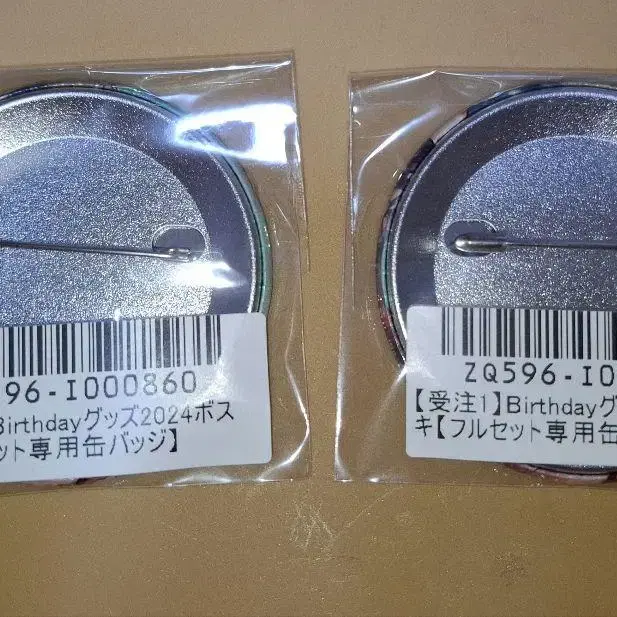 96-I000860
Birthdayグッズ2024ボス
ット専用缶バッジ】
ZQ596-I0
【受注1】Birthdayグ
キ【フルセット専用缶